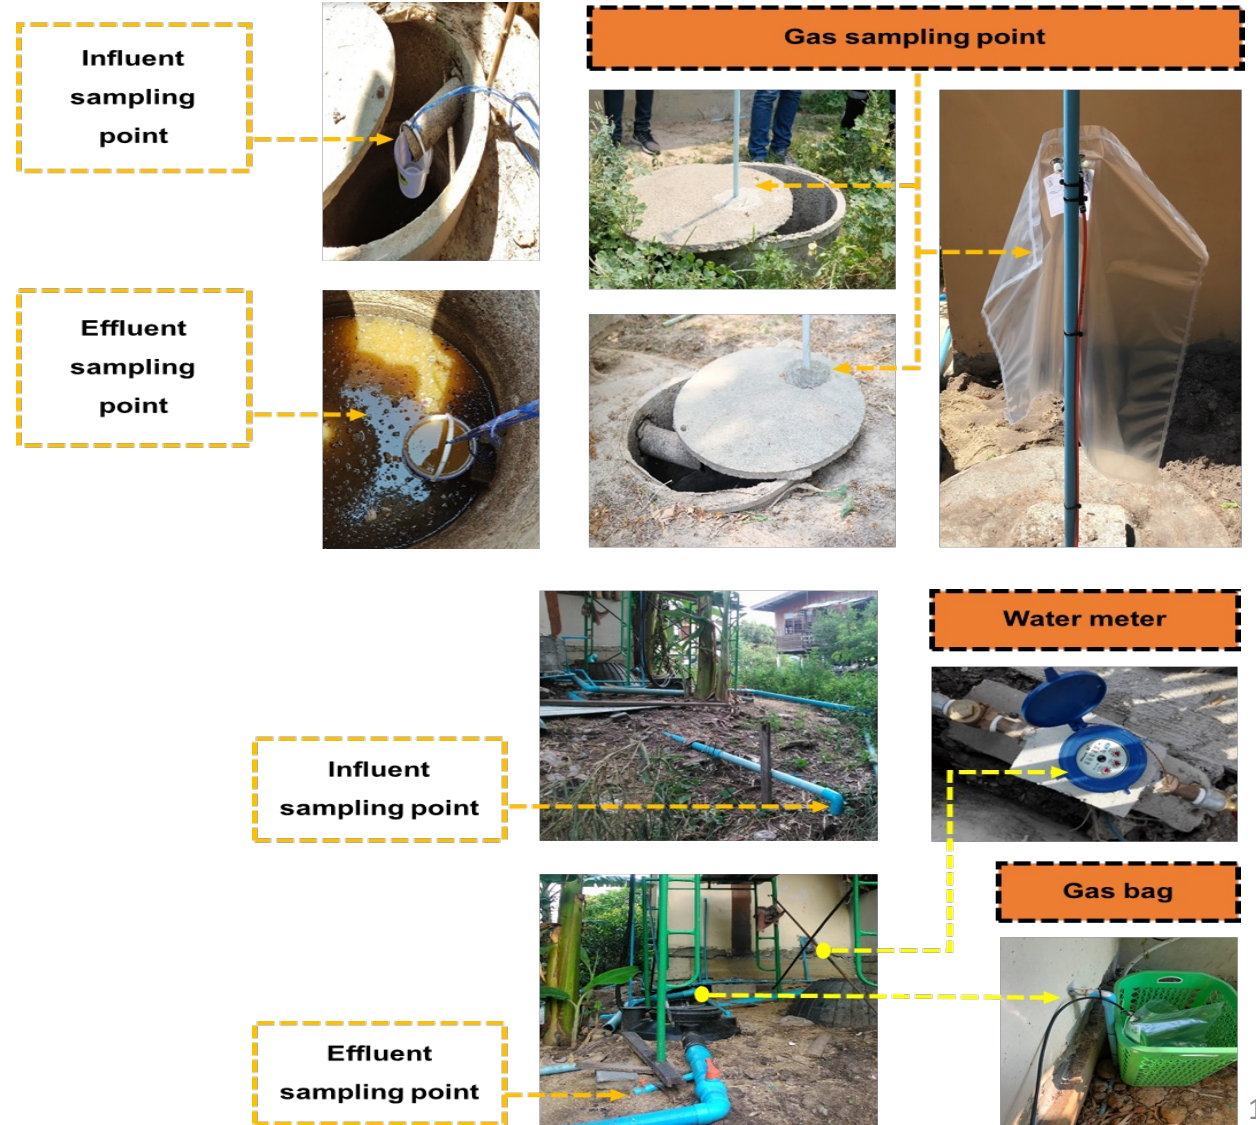 Influent
sampling
point
Gas sampling point
Effluent
sampling
point
Water meter
Influent
sampling point
Gas bag
Effluent
sampling point
1